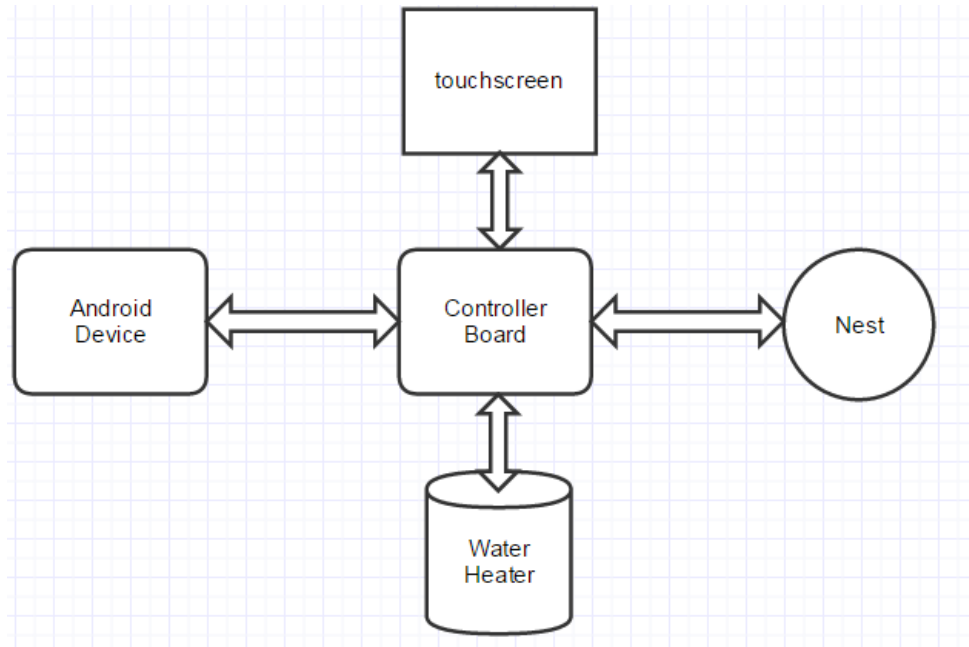 touchscreen
Android
Device
Controller
Board
Nest
Water
Heater